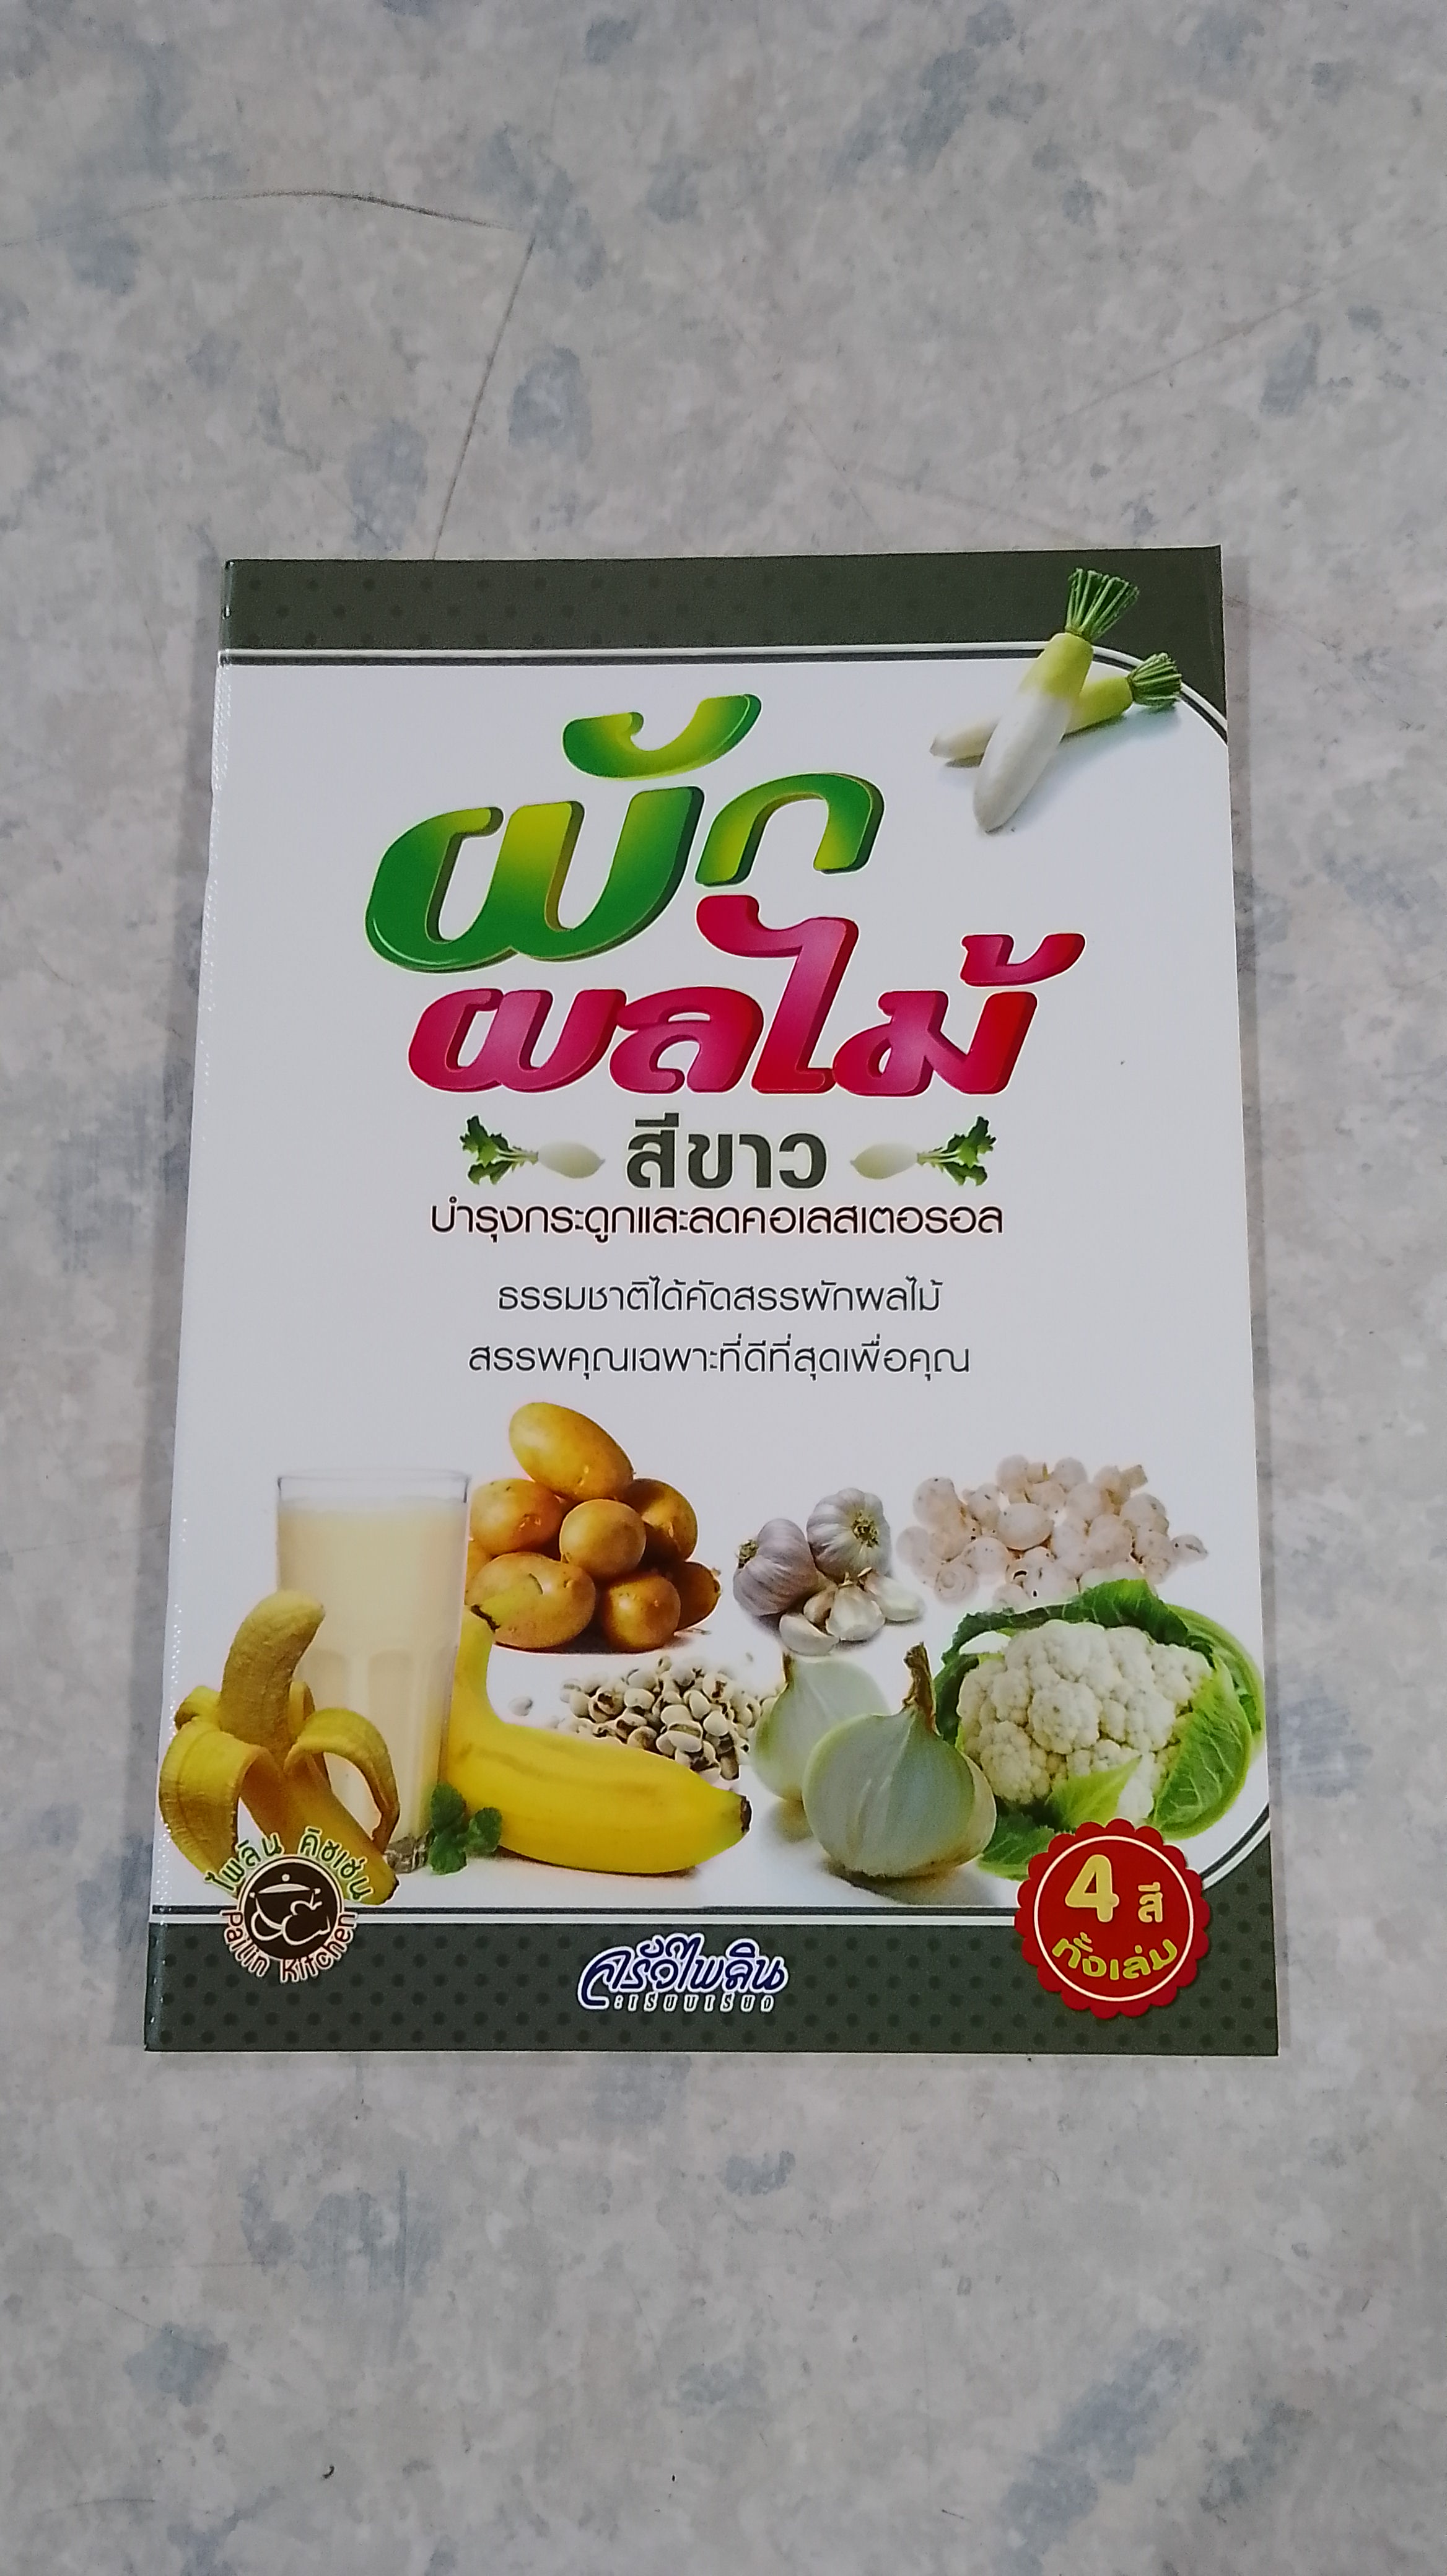 ผัก
ผลไม้
สีขาว
บำรุงกระดูกและลดคอเลสเตอรอล
ธรรมชาติได้คัดสรรผักผลไม้
สรรพคุณเฉพาะที่ดีที่สุดเพื่อคุณ
ไพลิน คิชเช่น
Pailin Kitchen
ครัวไพลิน
4 สี
ทั้งเล่ม